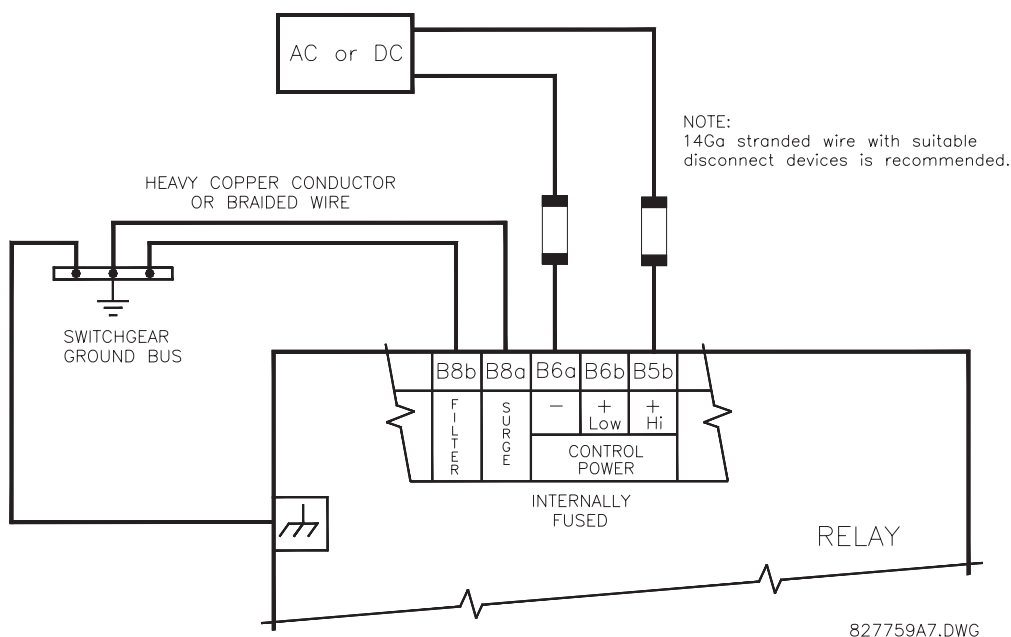 AC or DC
NOTE:
14Ga stranded wire with suitable
disconnect devices is recommended.
HEAVY COPPER CONDUCTOR
OR BRAIDED WIRE
SWITCHGEAR
GROUND BUS
B8b B8a B6a B6b B5b
FILTER
SURGE
−
+
Low
+
Hi
CONTROL
POWER
INTERNALLY
FUSED
RELAY
827759A7.DWG